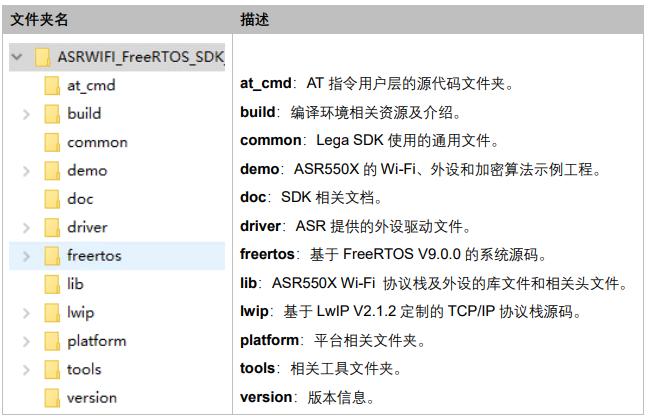 文件夹名 描述
ASRWIFI_FreeRTOS_SDK_
at_cmd
build
common
demo
doc
driver
freertos
lib
lwip
platform
tools
version
at_cmd：AT 指令用户层的源代码文件夹。
build：编译环境相关资源及介绍。
common：Lega SDK 使用的通用文件。
demo：ASR550X 的 Wi-Fi、外设和加密算法示例工程。
doc：SDK 相关文档。
driver：ASR 提供的外设驱动文件。
freertos：基于 FreeRTOS V9.0.0 的系统源码。
lib：ASR550X Wi-Fi 协议栈及外设的库文件和相关头文件。
lwip：基于 LwIP V2.1.2 定制的 TCP/IP 协议栈源码。
platform：平台相关文件夹。
tools：相关工具文件夹。
version：版本信息。